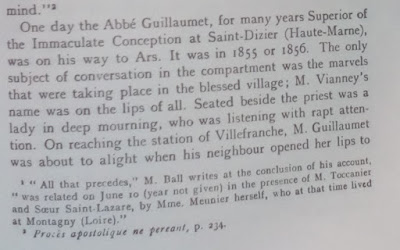 mind."²
One day the Abbé Guillaumet, for many years Superior of
the Immaculate Conception at Saint-Dizier (Haute-Marne),
was on his way to Ars. It was in 1855 or 1856. The only
subject of conversation in the compartment was the marvels
that were taking place in the blessed village; M. Vianney's
name was on the lips of all. Seated beside the priest was a
lady in deep mourning, who was listening with rapt atten-
tion. On reaching the station of Villefranche, M. Guillaumet
was about to alight when his neighbour opened her lips to
¹ " All that precedes," M. Ball writes at the conclusion of his account,
" was related on June 10 (year not given) in the presence of M. Toccanier
and Sœur Saint-Lazare, by Mme. Meunier herself, who at that time lived
at Montagny (Loire)."
² Procès apostolique ne pereant, p. 234.